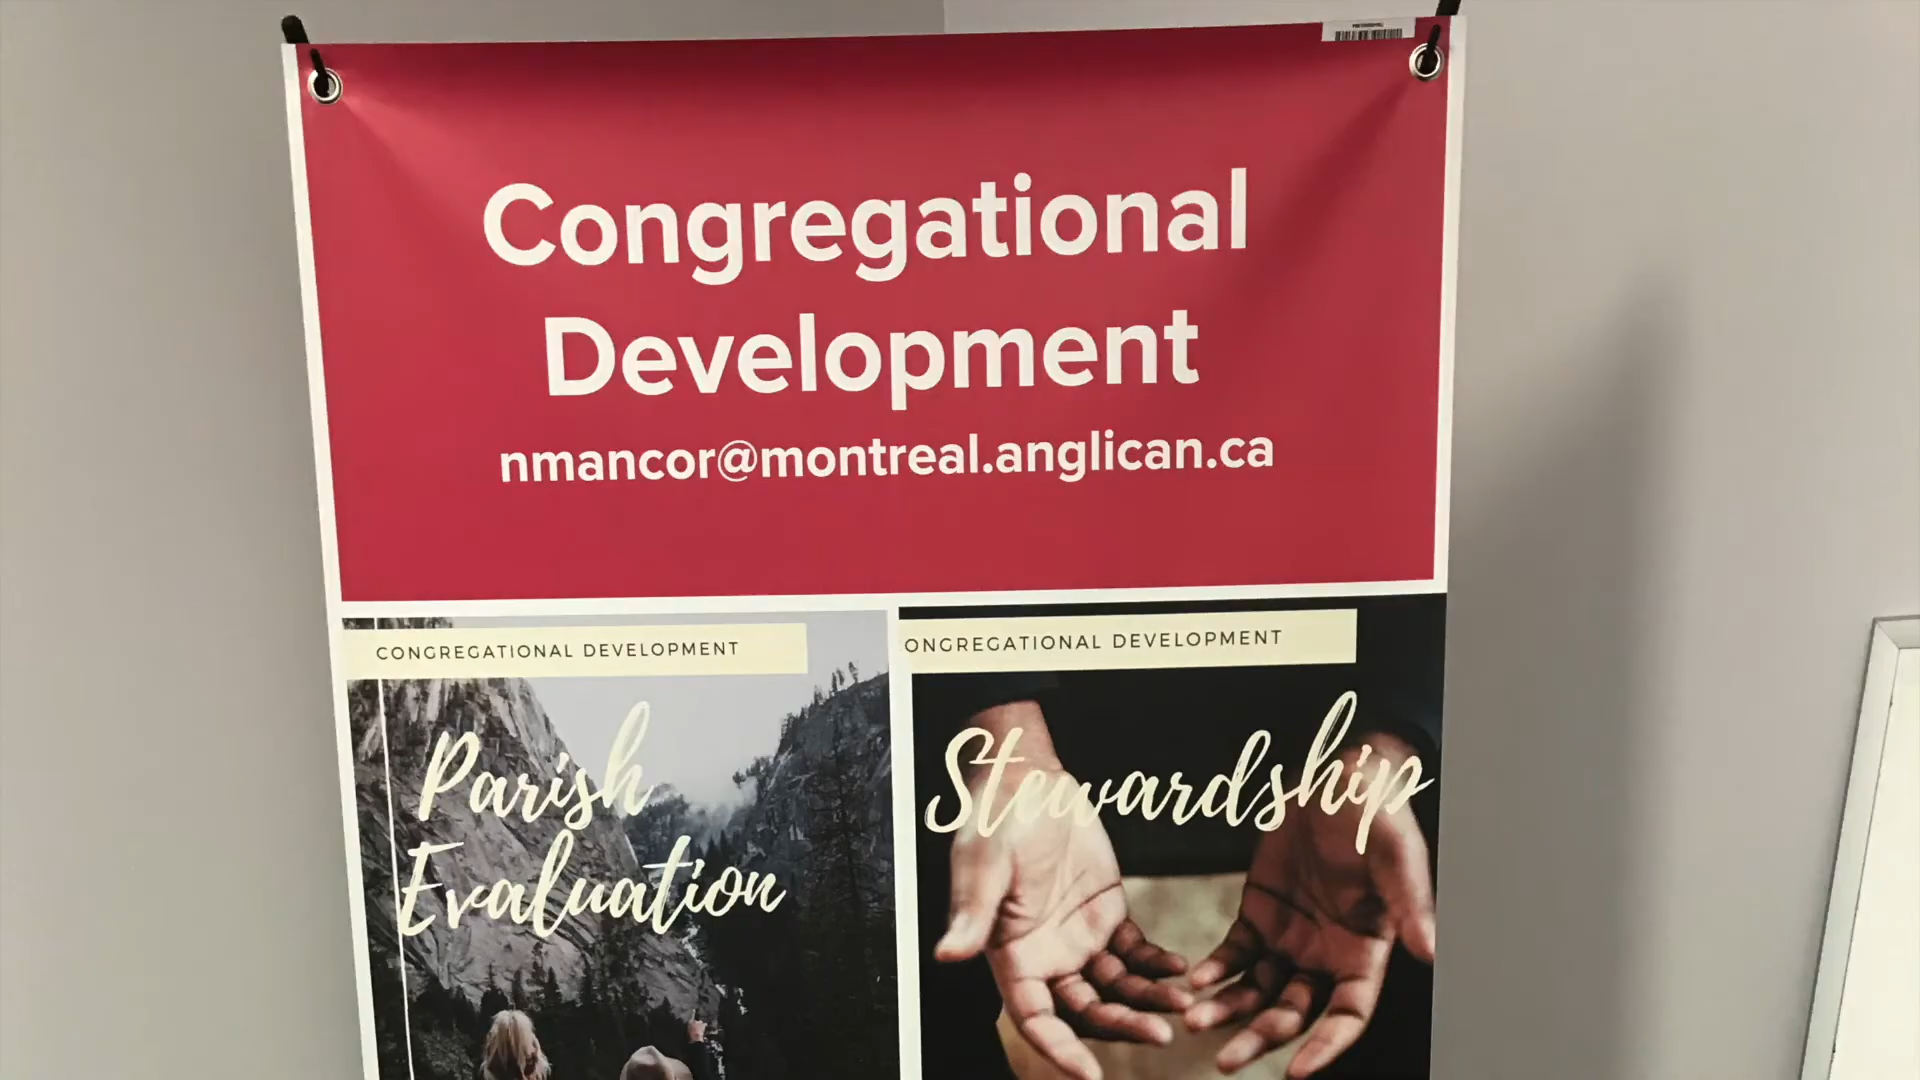 Congregational
Development
nmancor@montreal.anglican.ca
CONGREGATIONAL DEVELOPMENT
Parish
Evaluation
ONGREGATIONAL DEVELOPMENT
Stewardship